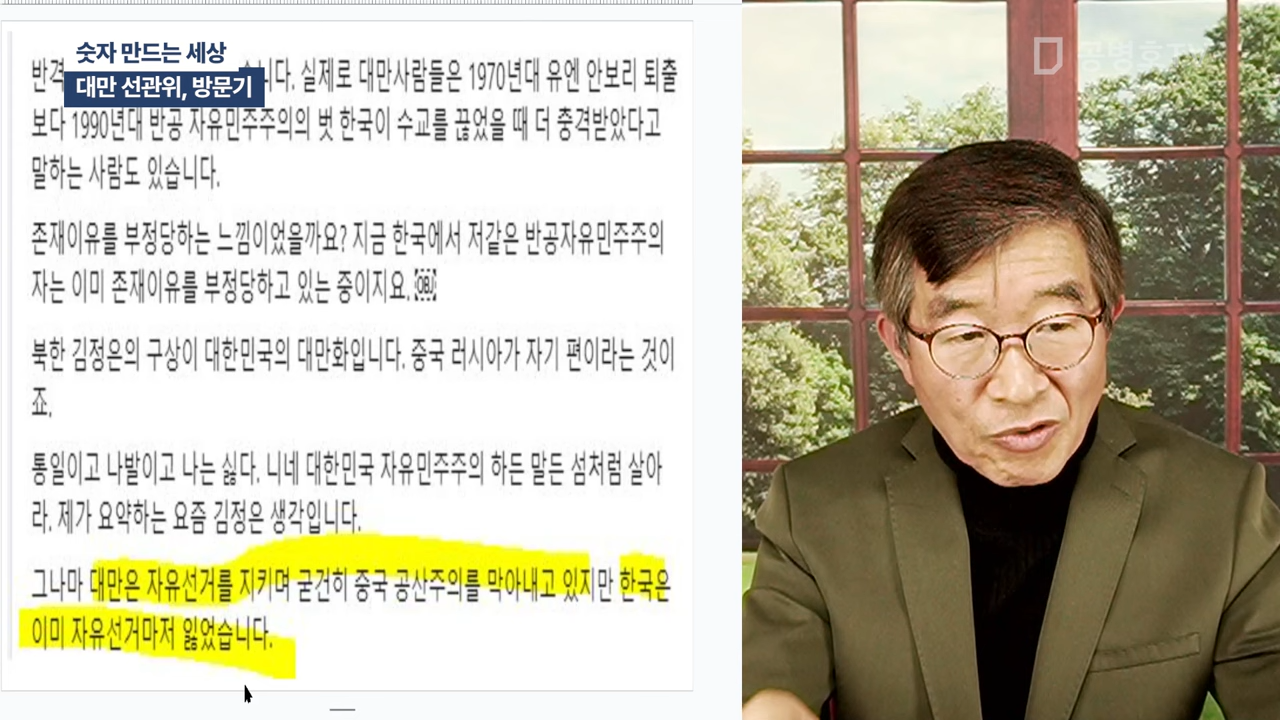 숫자 만드는 세상
대만 선관위, 방문기
반격 습니다. 실제로 대만사람들은 1970년대 유엔 안보리 퇴출
보다 1990년대 반공 자유민주주의의 벗 한국이 수교를 끊었을 때 더 충격받았다고
말하는 사람도 있습니다.
존재이유를 부정당하는 느낌이었을까요? 지금 한국에서 저같은 반공자유민주주의
자는 이미 존재이유를 부정당하고 있는 중이지요. OBJ
북한 김정은의 구상이 대한민국의 대만화입니다. 중국 러시아가 자기 편이라는 것이
죠.
통일이고 나발이고 나는 싫다. 니네 대한민국 자유민주주의 하든 말든 섬처럼 살아
라. 제가 요약하는 요즘 김정은 생각입니다.
그나마 대만은 자유선거를 지키며 굳건히 중국 공산주의를 막아내고 있지만 한국은
이미 자유선거마저 잃었습니다.
공병호